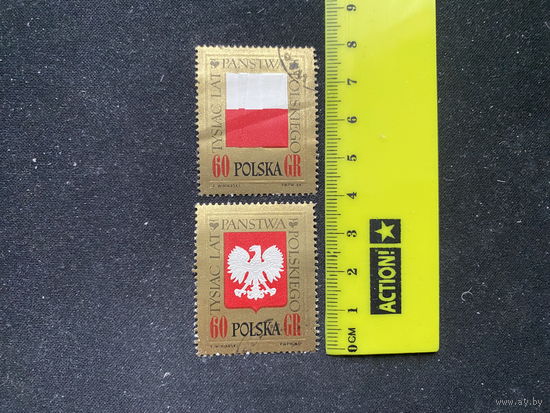 TYSIĄC LAT PAŃSTWA POLSKIEGO
60 POLSKA GR
TYSIĄC LAT PAŃSTWA POLSKIEGO
60 POLSKA GR
0 CM 1 2 3 4 5 6 7 8 9
ACTION!
www.ay.by